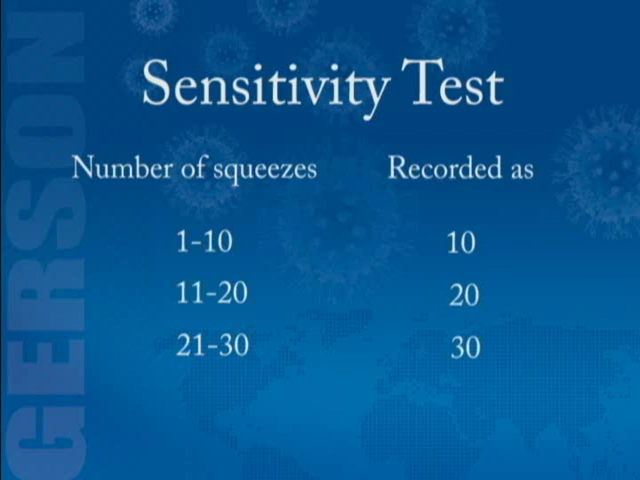 Sensitivity Test
Number of squeezes Recorded as
1-10 10
11-20 20
21-30 30
GERSON